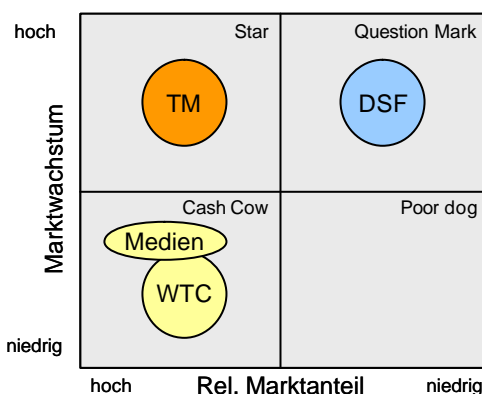 hoch
Star
Question Mark
TM
DSF
Marktwachstum
Cash Cow
Poor dog
Medien
WTC
niedrig
hoch
Rel. Marktanteil
niedrig